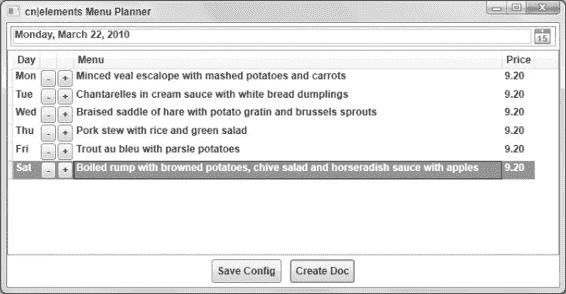 cn|elements Menu Planner
Monday, March 22, 2010
15
Day Menu Price
Mon - + Minced veal escalope with mashed potatoes and carrots 9.20
Tue - + Chantarelles in cream sauce with white bread dumplings 9.20
Wed - + Braised saddle of hare with potato gratin and brussels sprouts 9.20
Thu - + Pork stew with rice and green salad 9.20
Fri - + Trout au bleu with parsle potatoes 9.20
Sat - + Boiled rump with browned potatoes, chive salad and horseradish sauce with apples 9.20
Save Config Create Doc